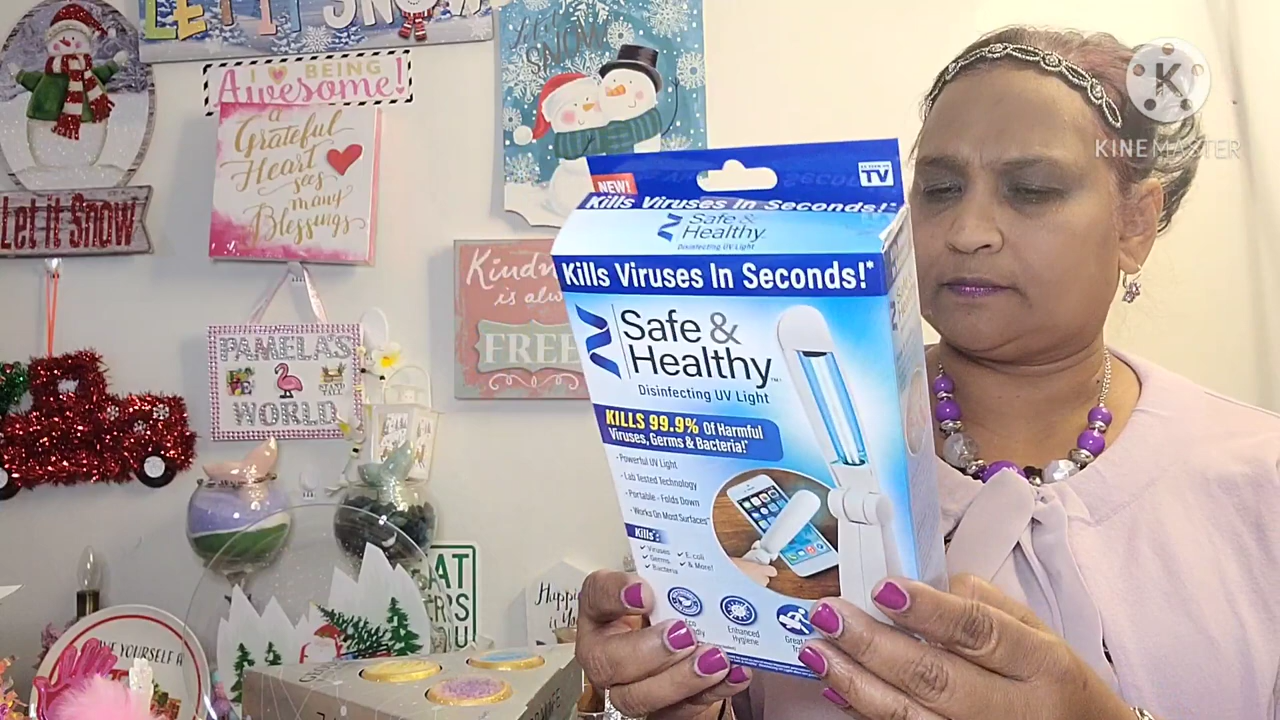 LET IT SNOW
I BEING
Awesome!
a
Grateful
Heart
sees
many
Blessings
Let it Snow
PAMELA'S
WORLD
Let it
SNOW
is
FREE
AS SEEN ON
TV
NEW!
Kills Viruses In Seconds!*
Safe &
Healthy
Disinfecting UV Light
Kills Viruses In Seconds!*
Safe &
Healthy™
Disinfecting UV Light
KILLS 99.9% Of Harmful
Viruses, Germs & Bacteria!*
· Powerful UV Light
· Lab Tested Technology
· Portable - Folds Down
· Works On Most Surfaces
Kills*:
✓ Viruses
✓ Germs
✓ Bacteria
✓ E. coli
✓ & More!
Enhanced
Hygiene
K
KINEMASTER